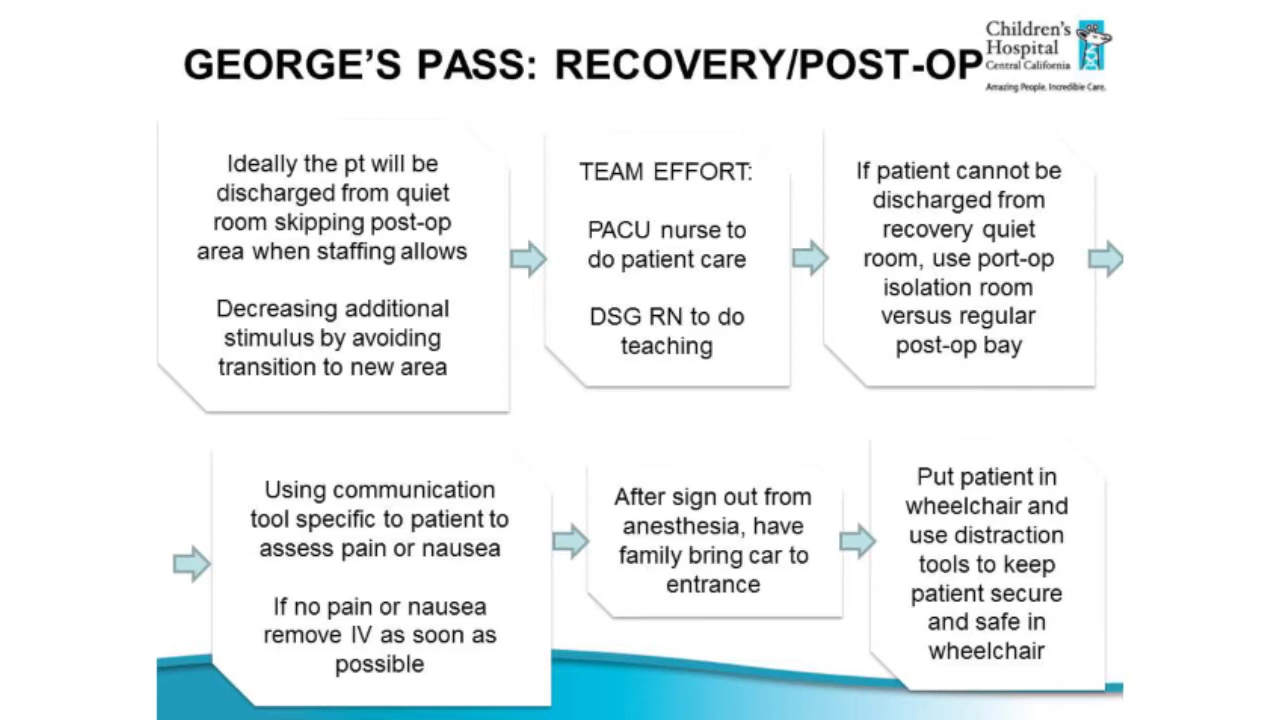 GEORGE'S PASS: RECOVERY/POST-OP
Children's
Hospital
Central California
Amazing People. Incredible Care.
Ideally the pt will be
discharged from quiet
room skipping post-op
area when staffing allows
Decreasing additional
stimulus by avoiding
transition to new area
TEAM EFFORT:
PACU nurse to
do patient care
DSG RN to do
teaching
If patient cannot be
discharged from
recovery quiet
room, use port-op
isolation room
versus regular
post-op bay
Using communication
tool specific to patient to
assess pain or nausea
If no pain or nausea
remove IV as soon as
possible
After sign out from
anesthesia, have
family bring car to
entrance
Put patient in
wheelchair and
use distraction
tools to keep
patient secure
and safe in
wheelchair